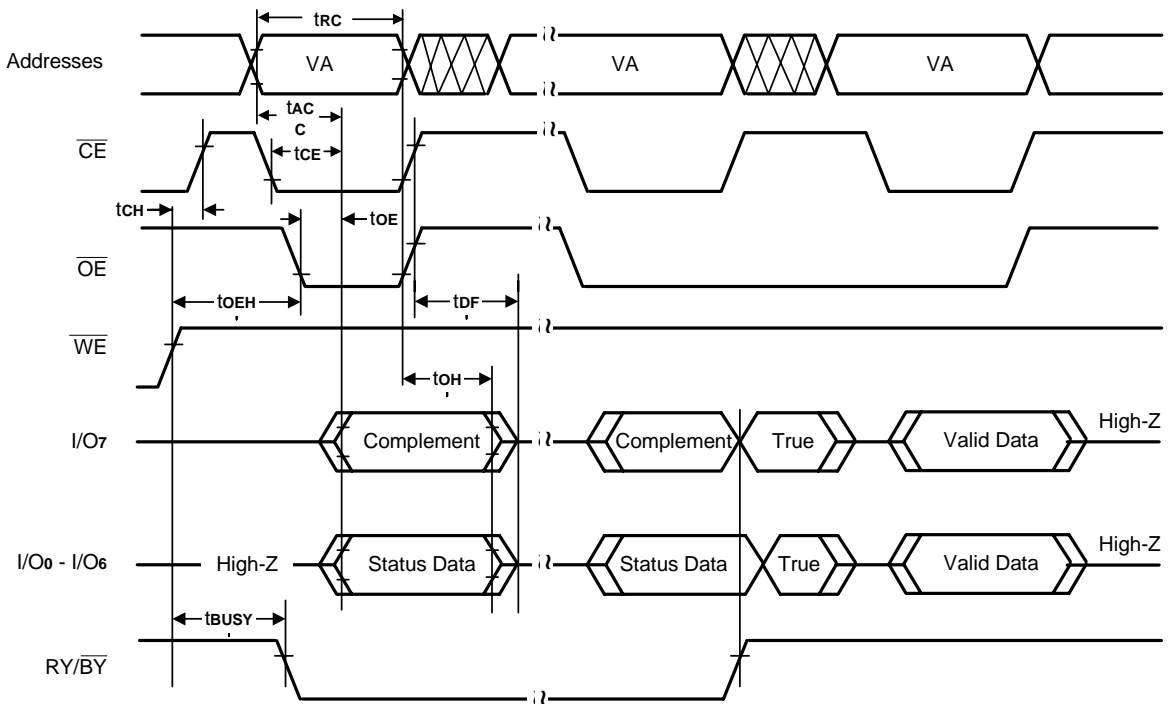 tRC
Addresses VA VA VA
tAC
C
CE
tCE
tCH
tOE
OE
tOEH
tDF
WE
tOH
I/O7 Complement Complement True Valid Data High-Z
I/O0 - I/O6 High-Z Status Data Status Data True Valid Data High-Z
tBUSY
RY/BY